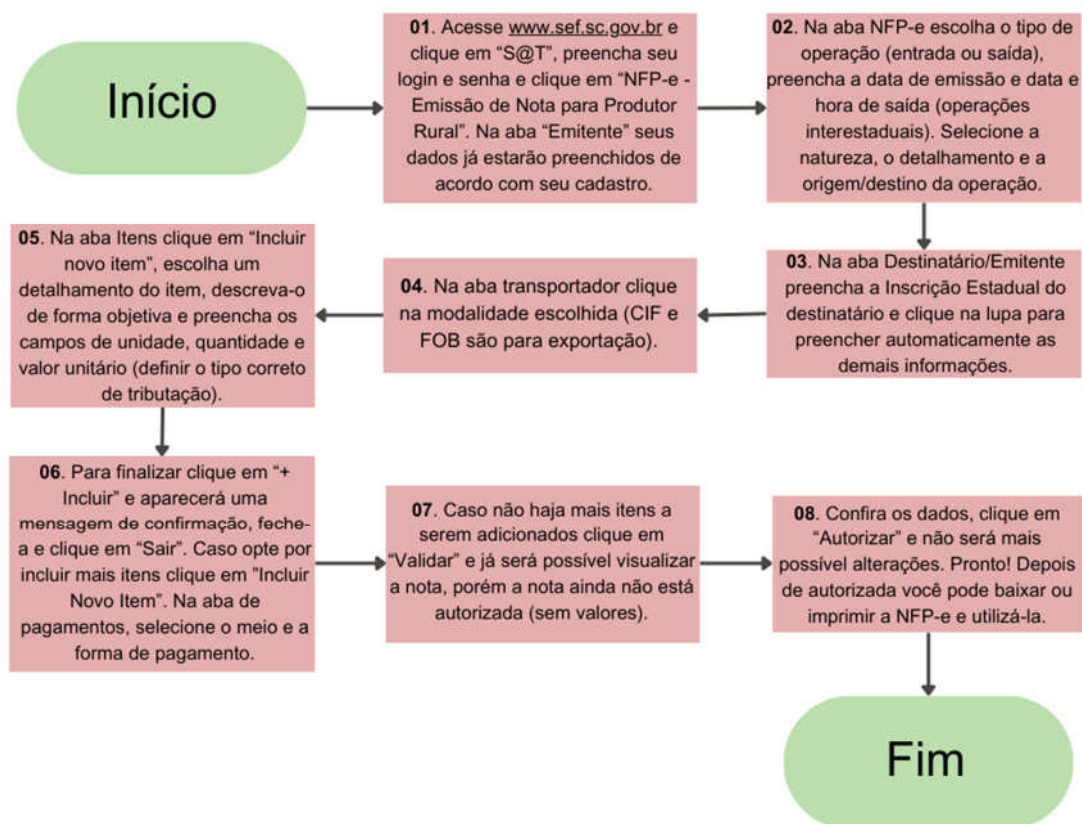 Início
01. Acesse www.sef.sc.gov.br e
clique em “S@T”, preencha seu
login e senha e clique em “NFP-e -
Emissão de Nota para Produtor
Rural”. Na aba “Emitente” seus
dados já estarão preenchidos de
acordo com seu cadastro.
02. Na aba NFP-e escolha o tipo de
operação (entrada ou saída),
preencha a data de emissão e data e
hora de saída (operações
interestaduais). Selecione a
natureza, o detalhamento e a
origem/destino da operação.
03. Na aba Destinatário/Emitente
preencha a Inscrição Estadual do
destinatário e clique na lupa para
preencher automaticamente as
demais informações.
04. Na aba transportador clique
na modalidade escolhida (CIF e
FOB são para exportação).
05. Na aba Itens clique em “Incluir
novo item”, escolha um
detalhamento do item, descreva-o
de forma objetiva e preencha os
campos de unidade, quantidade e
valor unitário (definir o tipo correto
de tributação).
06. Para finalizar clique em “+
Incluir” e aparecerá uma
mensagem de confirmação, feche-
a e clique em “Sair”. Caso opte por
incluir mais itens clique em ”Incluir
Novo Item”. Na aba de
pagamentos, selecione o meio e a
forma de pagamento.
07. Caso não haja mais itens a
serem adicionados clique em
“Validar” e já será possível visualizar
a nota, porém a nota ainda não está
autorizada (sem valores).
08. Confira os dados, clique em
“Autorizar” e não será mais
possível alterações. Pronto! Depois
de autorizada você pode baixar ou
imprimir a NFP-e e utilizá-la.
Fim